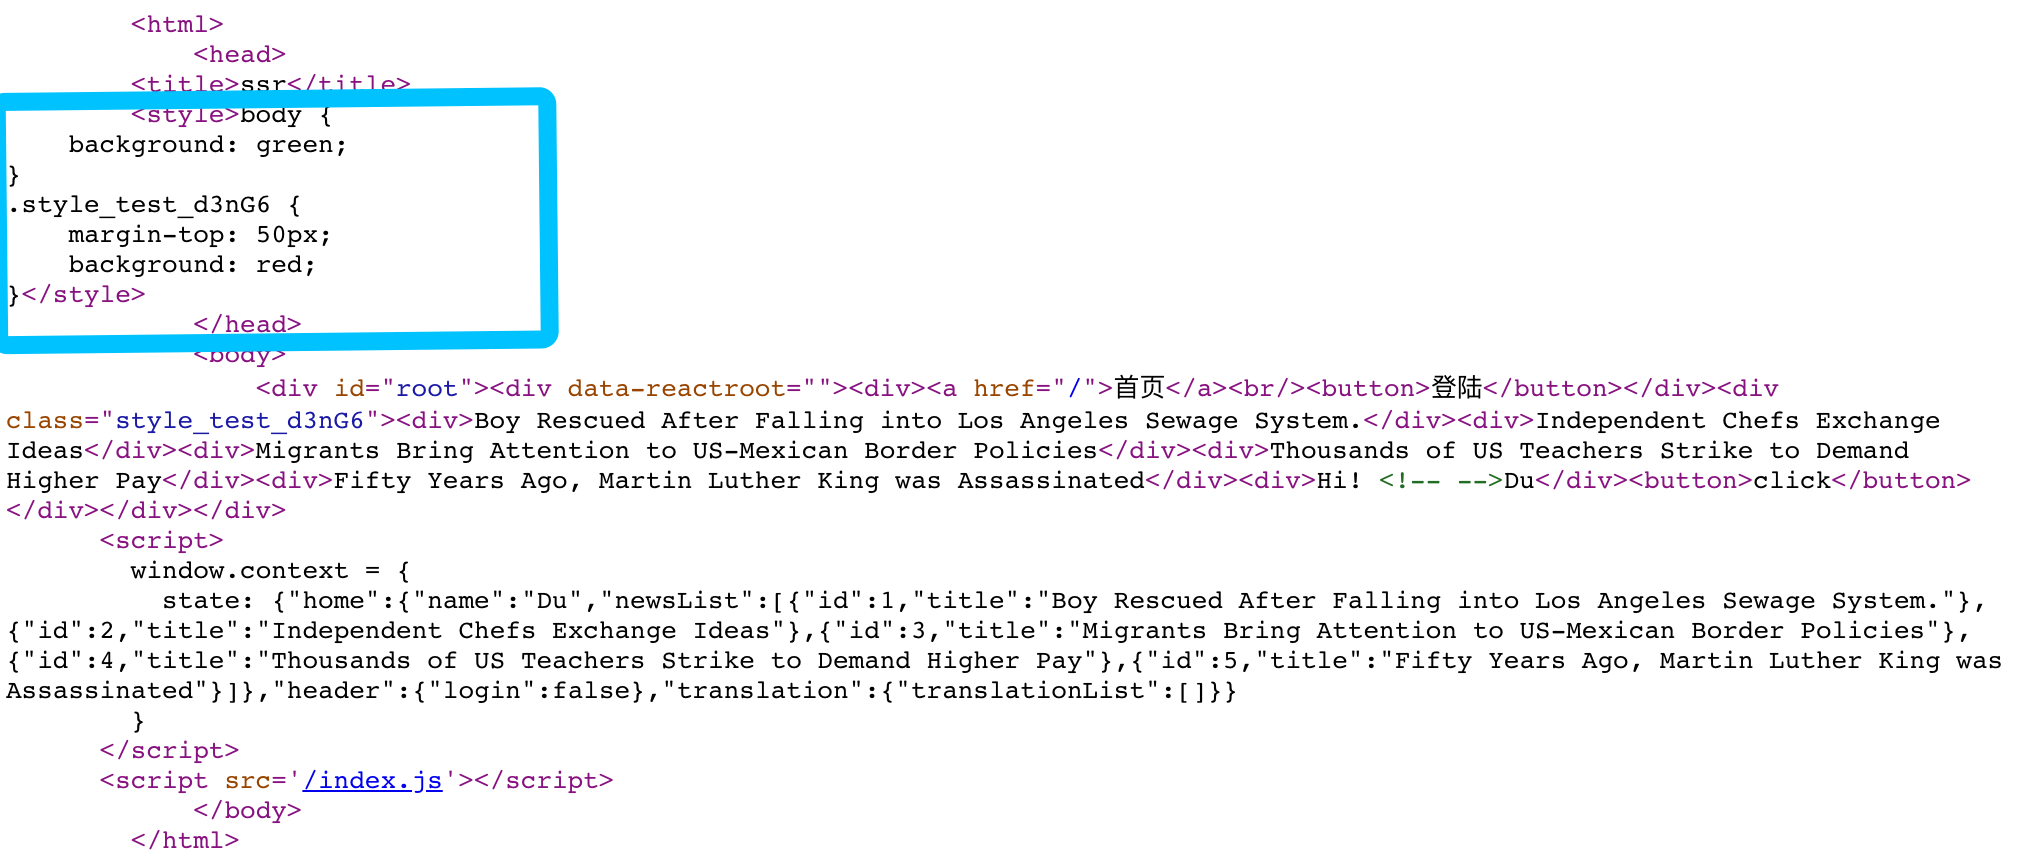 <html>
<head>
<title>ssr</title>
<style>body {
background: green;
}
.style_test_d3nG6 {
margin-top: 50px;
background: red;
}</style>
</head>
<body>
<div id="root"><div data-reactroot=""><div><a href="/">首页</a><br/><button>登陆</button></div><div
class="style_test_d3nG6"><div>Boy Rescued After Falling into Los Angeles Sewage System.</div><div>Independent Chefs Exchange
Ideas</div><div>Migrants Bring Attention to US-Mexican Border Policies</div><div>Thousands of US Teachers Strike to Demand
Higher Pay</div><div>Fifty Years Ago, Martin Luther King was Assassinated</div><div>Hi! <!-- -->Du</div><button>click</button>
</div></div></div>
<script>
window.context = {
state: {"home":{"name":"Du","newsList":[{"id":1,"title":"Boy Rescued After Falling into Los Angeles Sewage System."},
{"id":2,"title":"Independent Chefs Exchange Ideas"},{"id":3,"title":"Migrants Bring Attention to US-Mexican Border Policies"},
{"id":4,"title":"Thousands of US Teachers Strike to Demand Higher Pay"},{"id":5,"title":"Fifty Years Ago, Martin Luther King was
Assassinated"}]},"header":{"login":false},"translation":{"translationList":[]}}
}
</script>
<script src='/index.js'></script>
</body>
</html>